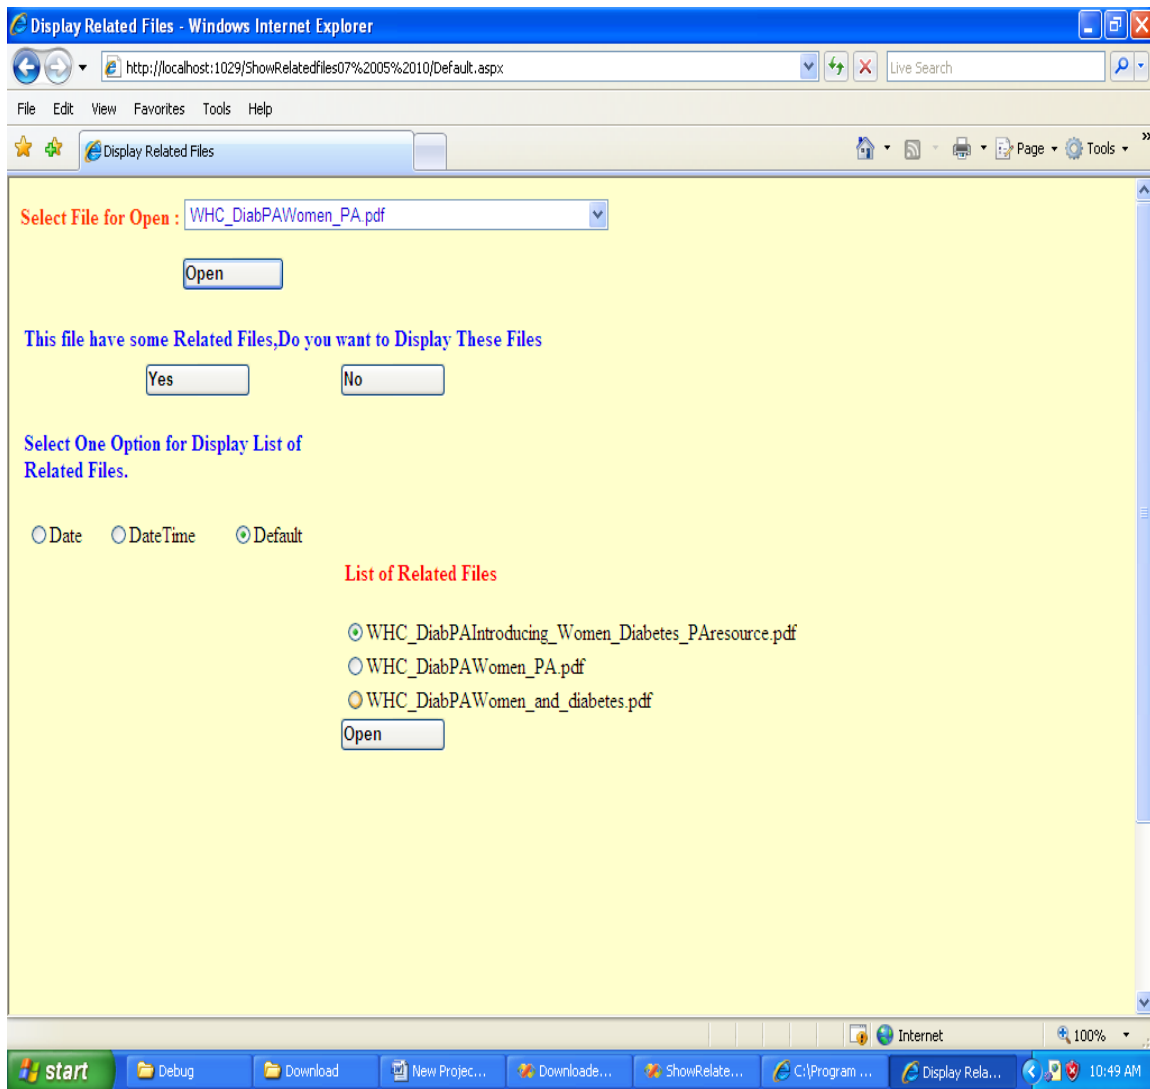 Display Related Files - Windows Internet Explorer
http://localhost:1029/ShowRelatedfiles07%2005%2010/Default.aspx
Live Search
File Edit View Favorites Tools Help
Display Related Files
Page Tools
Select File for Open : WHC_DiabPAWomen_PA.pdf
Open
This file have some Related Files,Do you want to Display These Files
Yes No
Select One Option for Display List of
Related Files.
Date DateTime Default
List of Related Files
WHC_DiabPAIntroducing_Women_Diabetes_PAresource.pdf
WHC_DiabPAWomen_PA.pdf
WHC_DiabPAWomen_and_diabetes.pdf
Open
Internet 100%
start Debug Download New Projec... Downloade... ShowRelate... C:\Program ... Display Rela... 10:49 AM